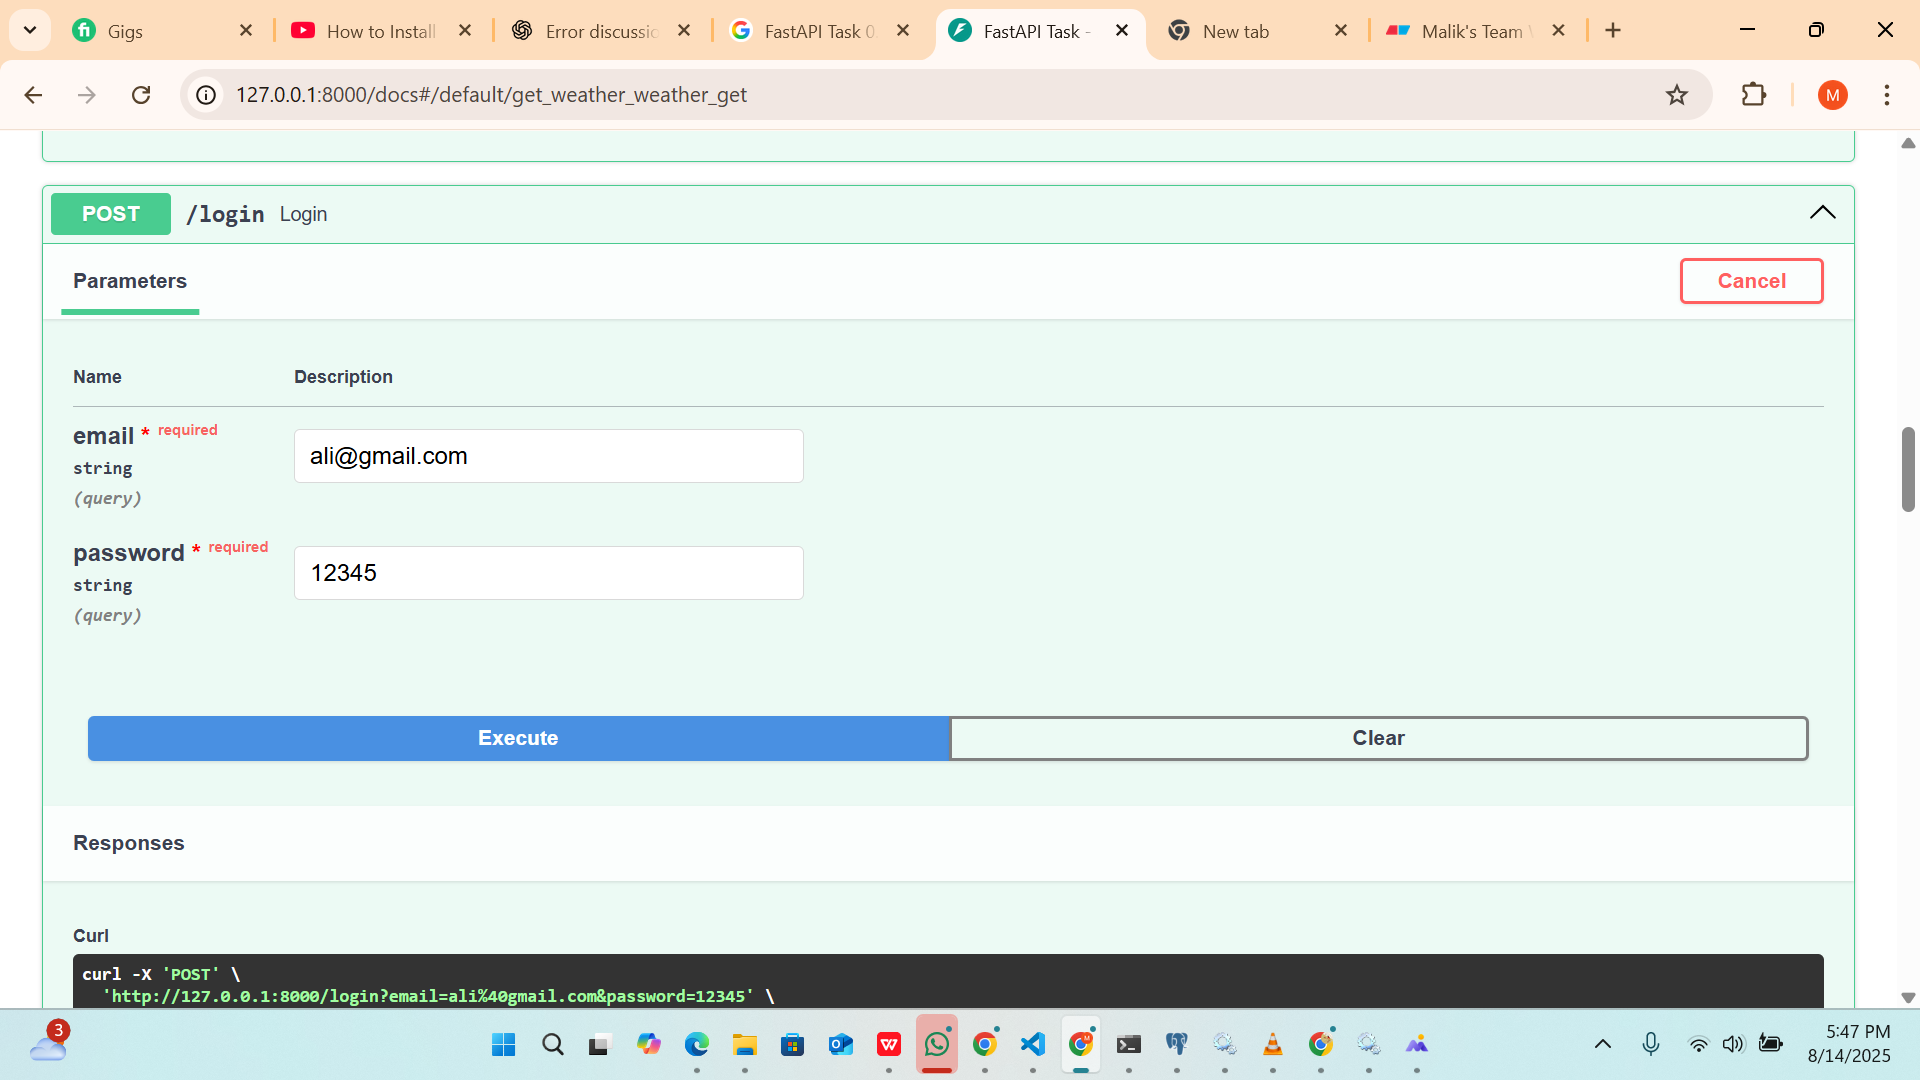 Gigs
How to Install
Error discussio
FastAPI Task 0
FastAPI Task -
New tab
Malik's Team
127.0.0.1:8000/docs#/default/get_weather_weather_get
M
POST /login Login
Parameters
Cancel
Name Description
email * required
string
(query)
ali@gmail.com
password * required
string
(query)
12345
Execute
Clear
Responses
Curl
curl -X 'POST' \
'http://127.0.0.1:8000/login?email=ali%40gmail.com&password=12345' \
3
5:47 PM
8/14/2025